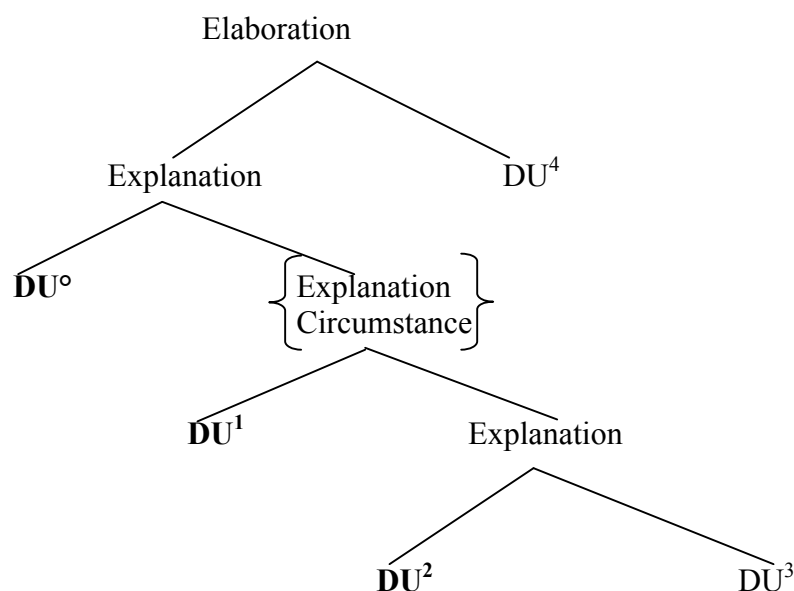 Elaboration
Explanation DU⁴
DU°
Explanation
Circumstance
DU¹ Explanation
DU² DU³